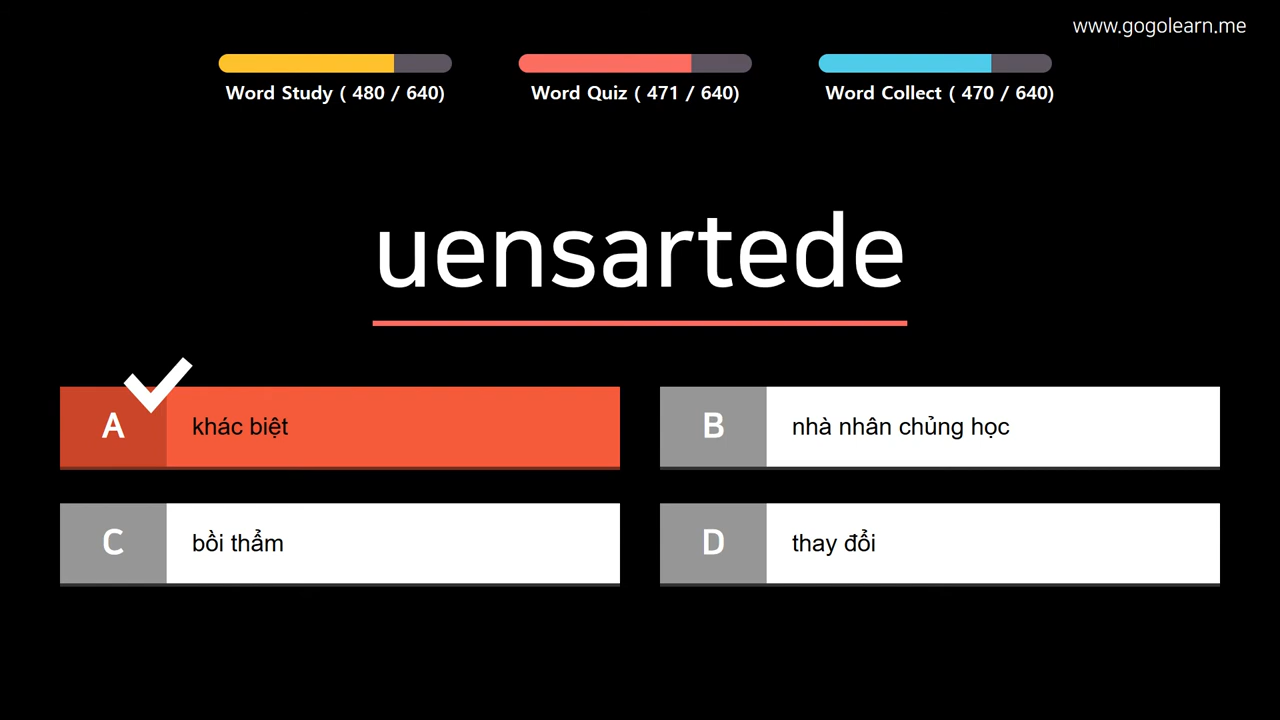 www.gogolearn.me
Word Study ( 480 / 640)
Word Quiz ( 471 / 640)
Word Collect ( 470 / 640)
uensartede
A khác biệt
B nhà nhân chủng học
C bồi thẩm
D thay đổi